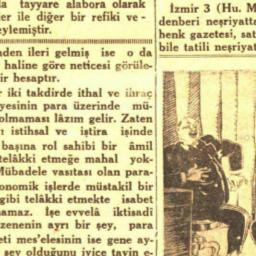 tayyare alabora olarak
er ile diğer bir refiki ve -
eylemiştir.
nden ileri gelmiş ise o da
haline göre neticesi görüle-
ir hesaptır.
r iki takdirde ithal ve ihraç
yesinin para üzerinde mü-
olmaması lâzım gelir. Zaten
ı istihsal ve iştira işinde
başına rol sahibi bir âmil
telâkki etmeğe mahal yok-
Mübadele vasıtası olan para-
onomik işlerde müstakil bir
gibi telâkki etmekte isabet
amaz. İşe evvelâ iktisadî
zenenin ayrı bir şey, para
eti mes'elesinin ise gene ay-
şey olduğunu iyice tayin e-
İzmir 3 (Hu. M
denberi neşriyatta
henk gazetesi, sat
bile tatili neşriyat